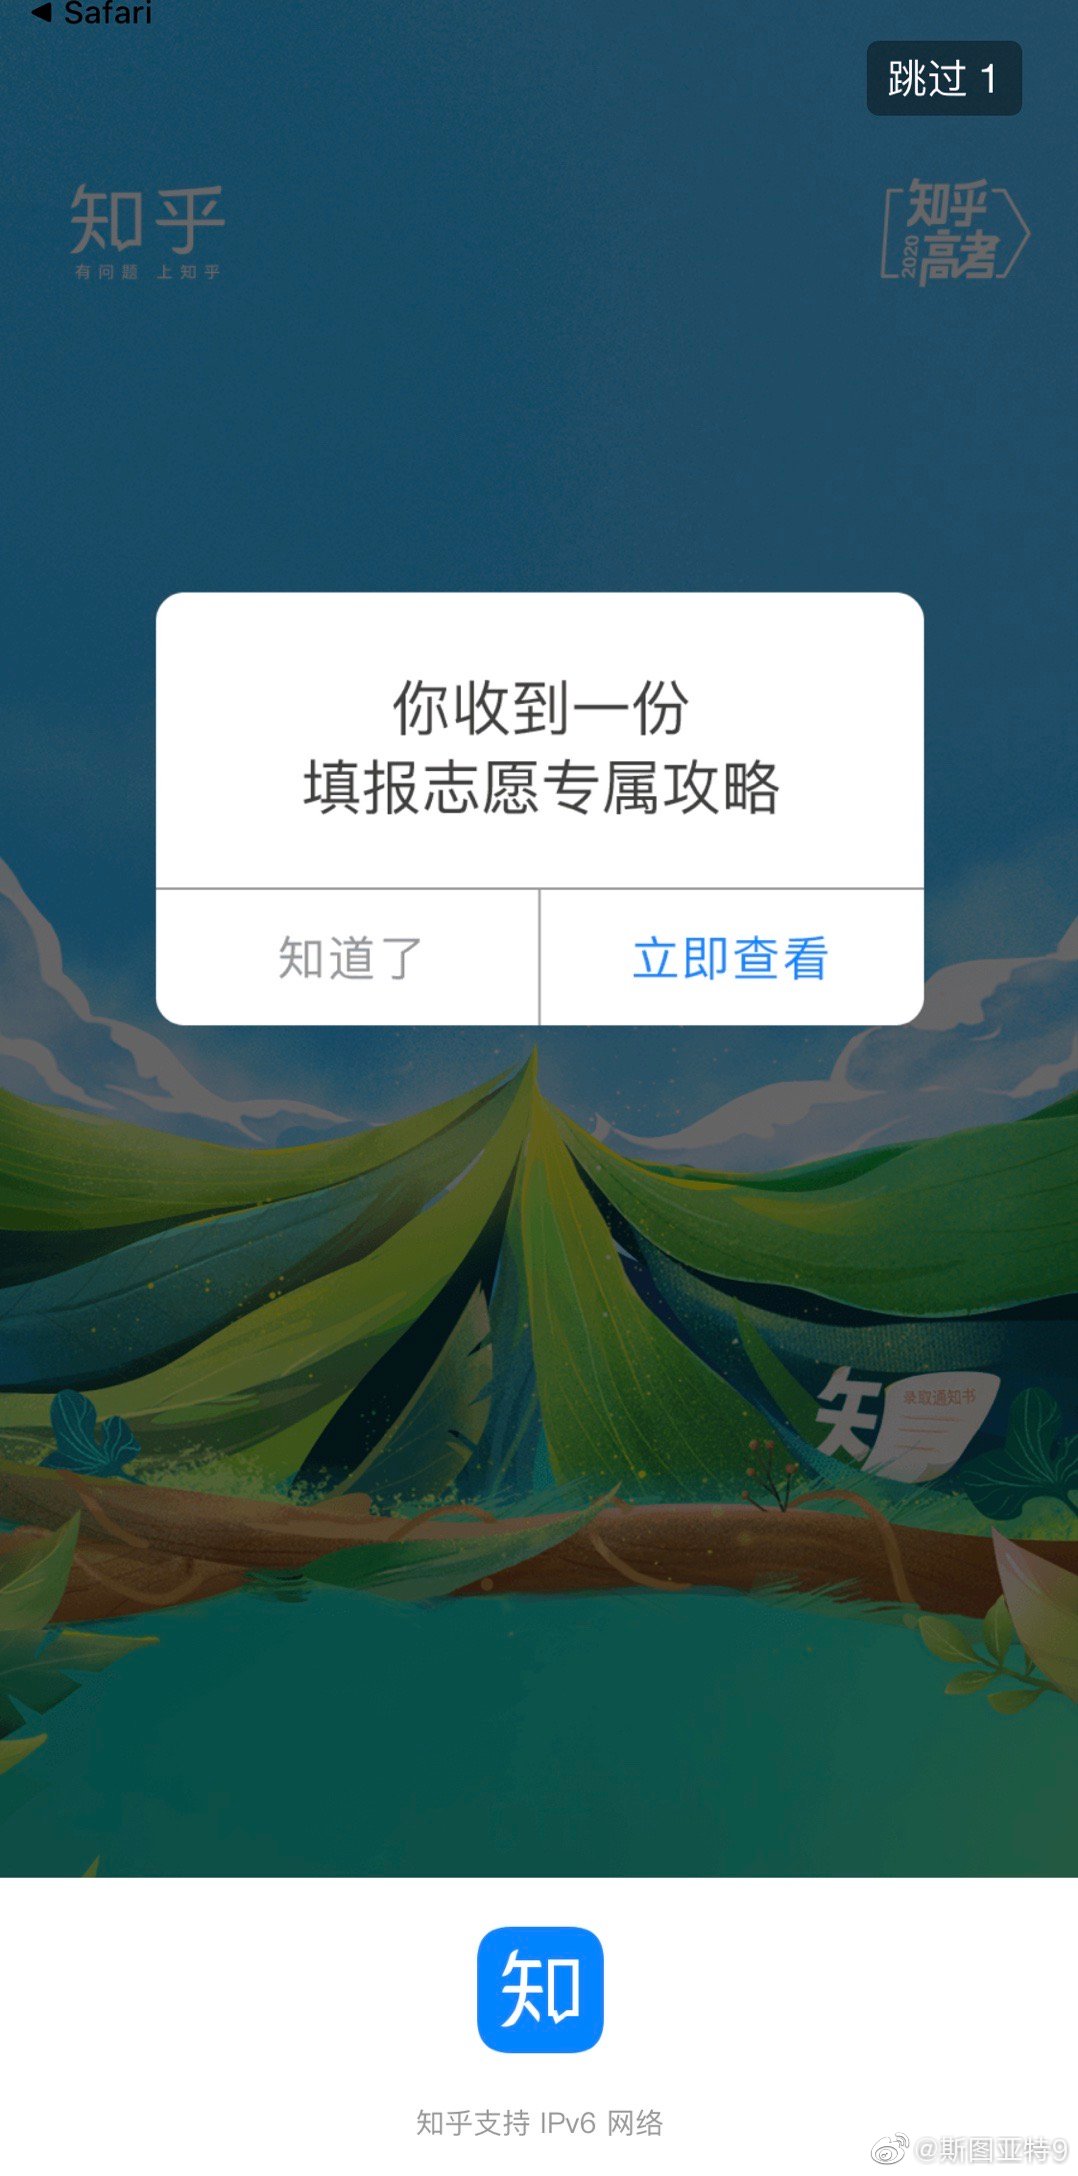 ◀ Safari
跳过 1
知乎
有问题 上知乎
知乎
2020
高考
你收到一份
填报志愿专属攻略
知道了
立即查看
知
录取通知书
知
知乎支持 IPv6 网络
@斯图亚特9